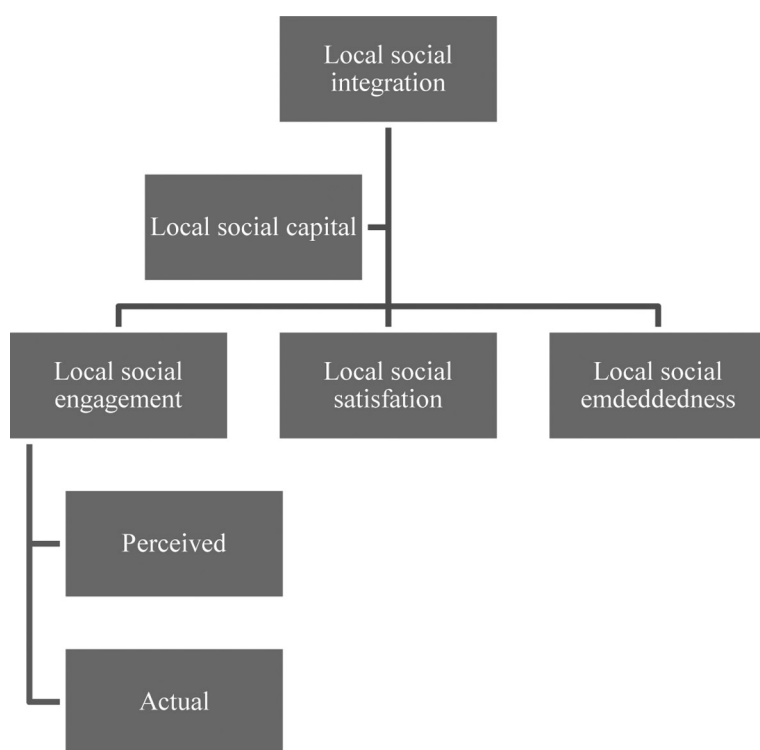 Local social
integration
Local social capital
Local social
engagement
Local social
satisfation
Local social
emdeddedness
Perceived
Actual